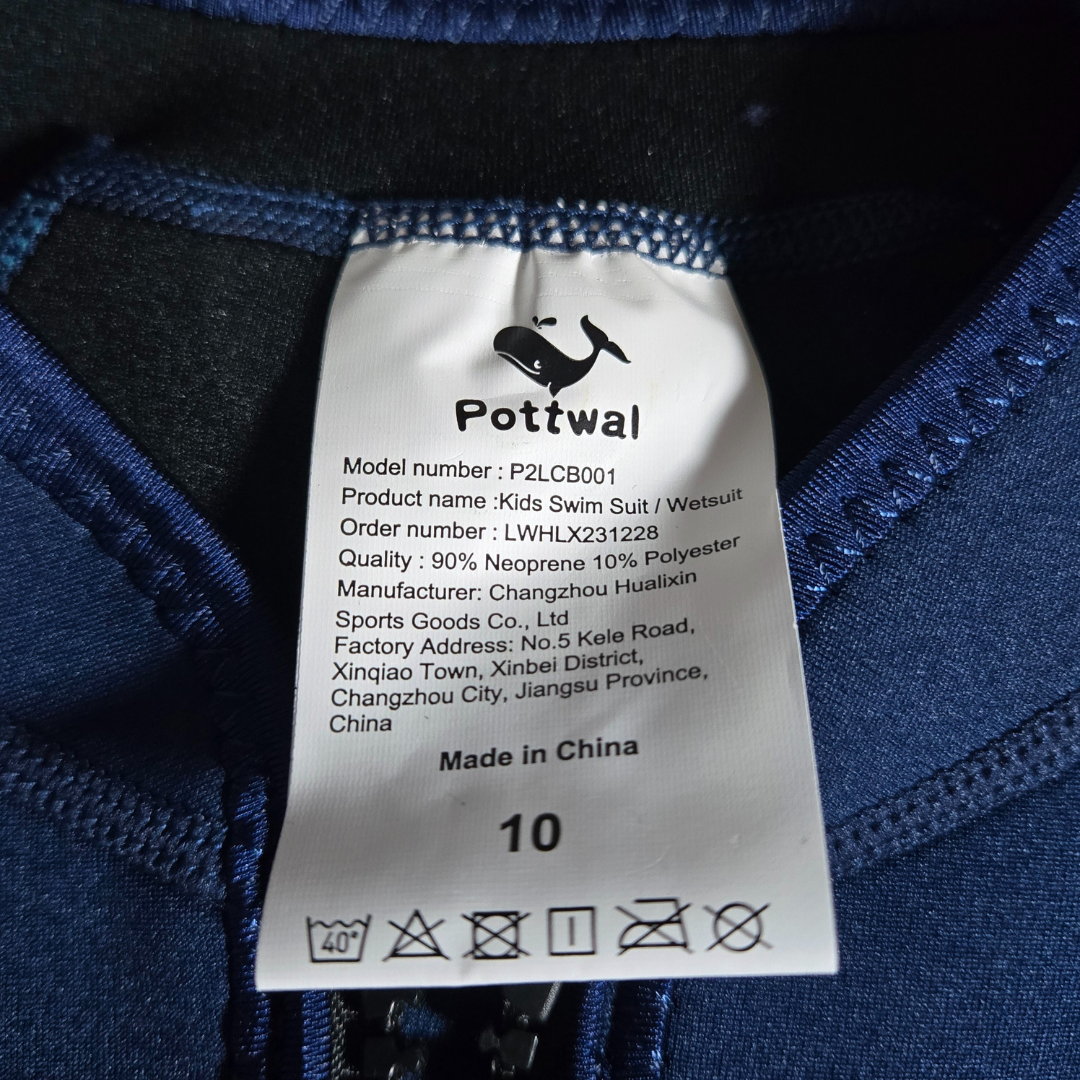 Pottwal
Model number : P2LCB001
Product name :Kids Swim Suit / Wetsuit
Order number : LWHLX231228
Quality : 90% Neoprene 10% Polyester
Manufacturer: Changzhou Hualixin
Sports Goods Co., Ltd
Factory Address: No.5 Kele Road,
Xinqiao Town, Xinbei District,
Changzhou City, Jiangsu Province,
China
Made in China
10
40°